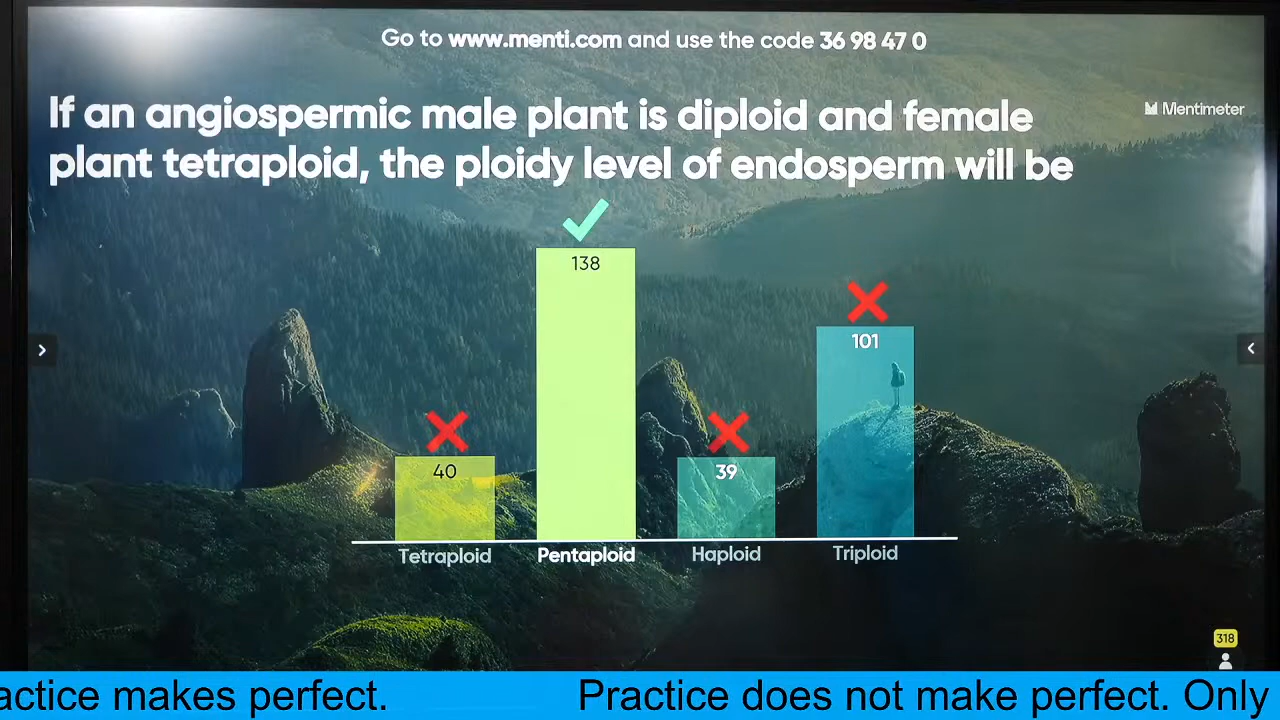 Go to www.menti.com and use the code 36 98 47 0
If an angiospermic male plant is diploid and female
plant tetraploid, the ploidy level of endosperm will be
Mentimeter
138
101
40
39
Tetraploid
Pentaploid
Haploid
Triploid
318
actice makes perfect.
Practice does not make perfect. Only